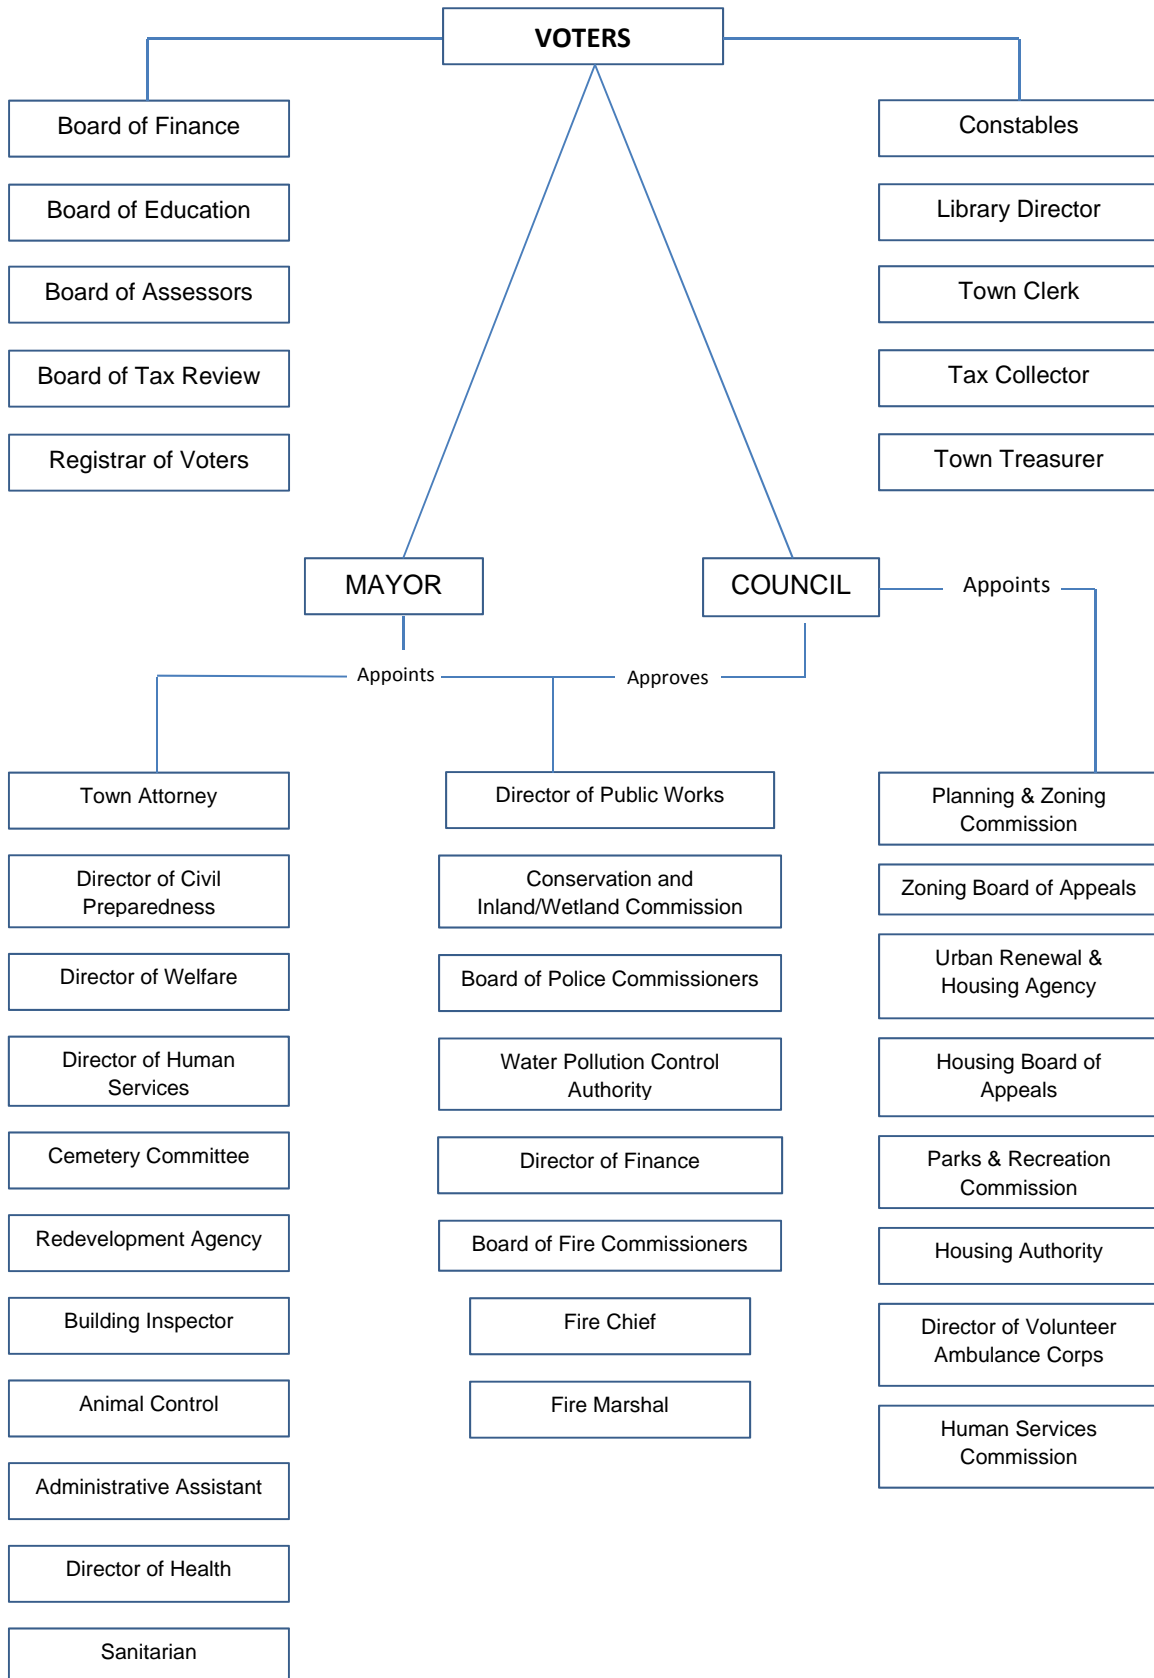 VOTERS
Board of Finance
Board of Education
Board of Assessors
Board of Tax Review
Registrar of Voters
Constables
Library Director
Town Clerk
Tax Collector
Town Treasurer
MAYOR
COUNCIL
Appoints
Appoints
Approves
Town Attorney
Director of Civil
Preparedness
Director of Welfare
Director of Human
Services
Cemetery Committee
Redevelopment Agency
Building Inspector
Animal Control
Administrative Assistant
Director of Health
Sanitarian
Director of Public Works
Conservation and
Inland/Wetland Commission
Board of Police Commissioners
Water Pollution Control
Authority
Director of Finance
Board of Fire Commissioners
Fire Chief
Fire Marshal
Planning & Zoning
Commission
Zoning Board of Appeals
Urban Renewal &
Housing Agency
Housing Board of
Appeals
Parks & Recreation
Commission
Housing Authority
Director of Volunteer
Ambulance Corps
Human Services
Commission